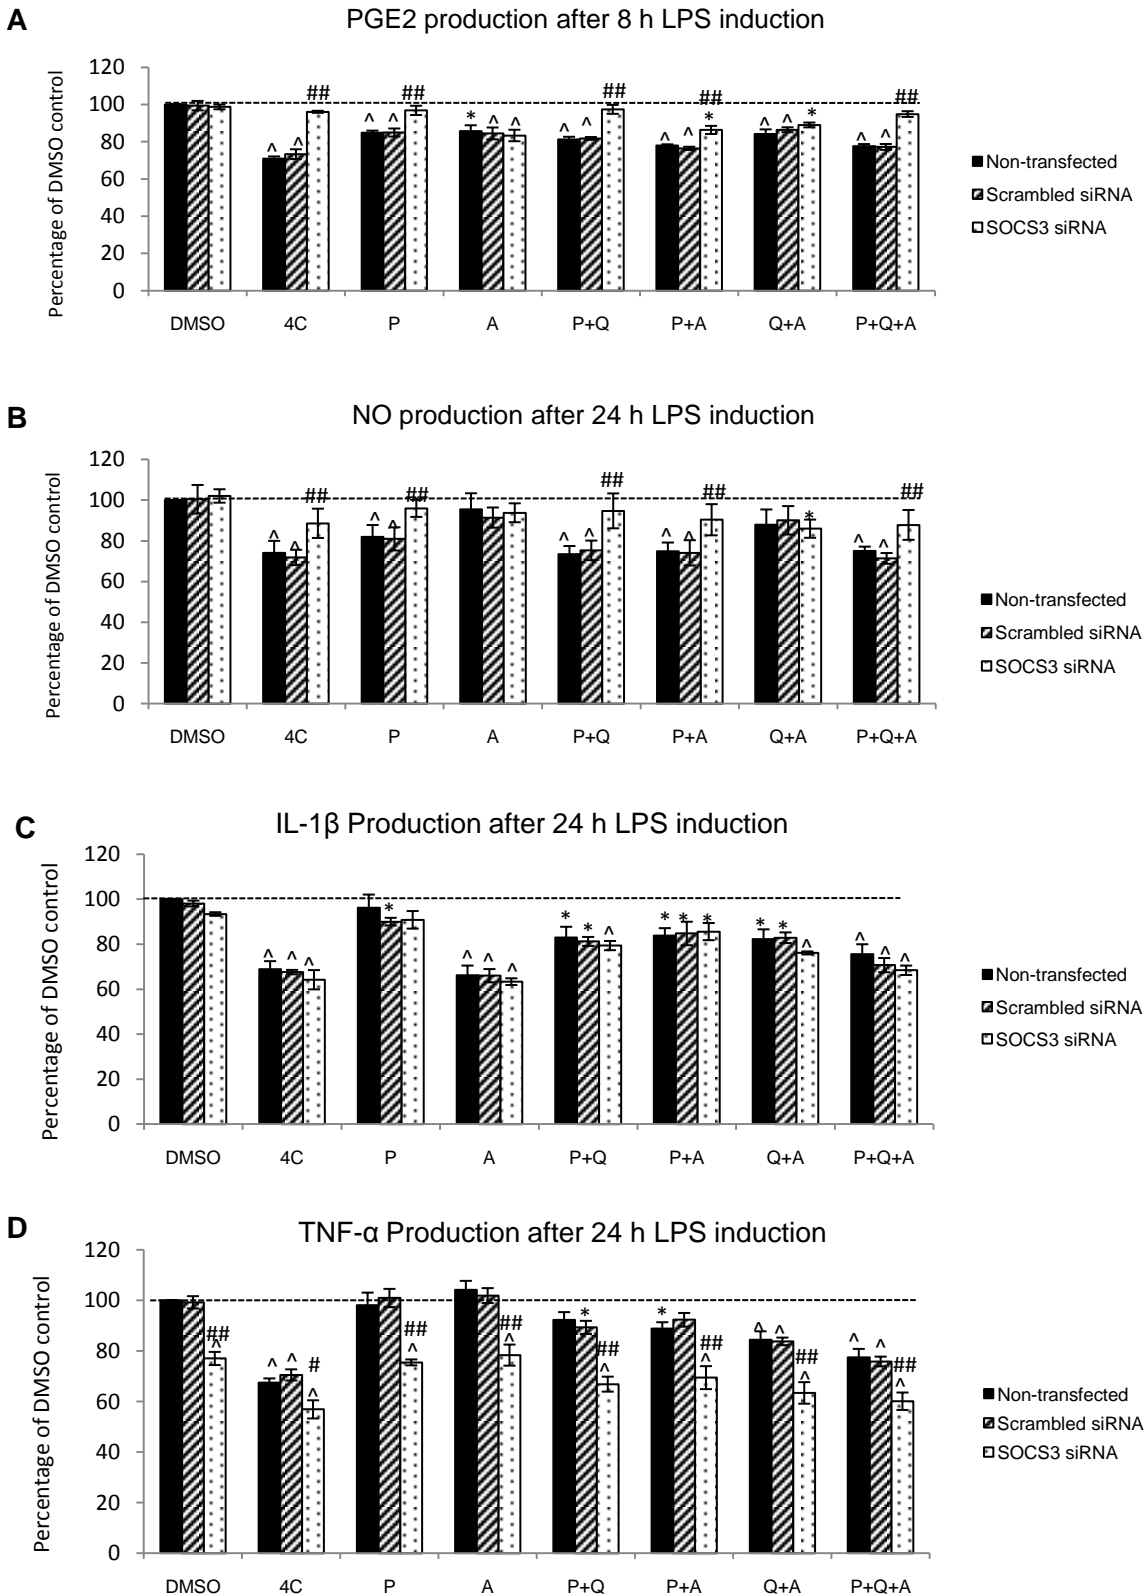 A
PGE2 production after 8 h LPS induction
Percentage of DMSO control
120
100
80
60
40
20
0
## ## ## ## ##
^ ^ ^ ^ * ^ ^ ^ ^ ^ ^ * ^ ^ * ^ ^
DMSO 4C P A P+Q P+A Q+A P+Q+A
Non-transfected
Scrambled siRNA
SOCS3 siRNA
B
NO production after 24 h LPS induction
Percentage of DMSO control
120
100
80
60
40
20
0
## ## ## ## ##
^ ^ ^ ^ ^ ^ ^ ^ * ^ ^
DMSO 4C P A P+Q P+A Q+A P+Q+A
Non-transfected
Scrambled siRNA
SOCS3 siRNA
C
IL-1β Production after 24 h LPS induction
Percentage of DMSO control
120
100
80
60
40
20
0
^ ^ ^ * ^ ^ ^ * * ^ * * * * * ^ ^ ^ ^
DMSO 4C P A P+Q P+A Q+A P+Q+A
Non-transfected
Scrambled siRNA
SOCS3 siRNA
D
TNF-α Production after 24 h LPS induction
Percentage of DMSO control
120
100
80
60
40
20
0
## # ## ## ## ## ## ##
^ ^ ^ ^ ^ ^ * ^ * ^ ^ ^ ^ ^ ^ ^
DMSO 4C P A P+Q P+A Q+A P+Q+A
Non-transfected
Scrambled siRNA
SOCS3 siRNA